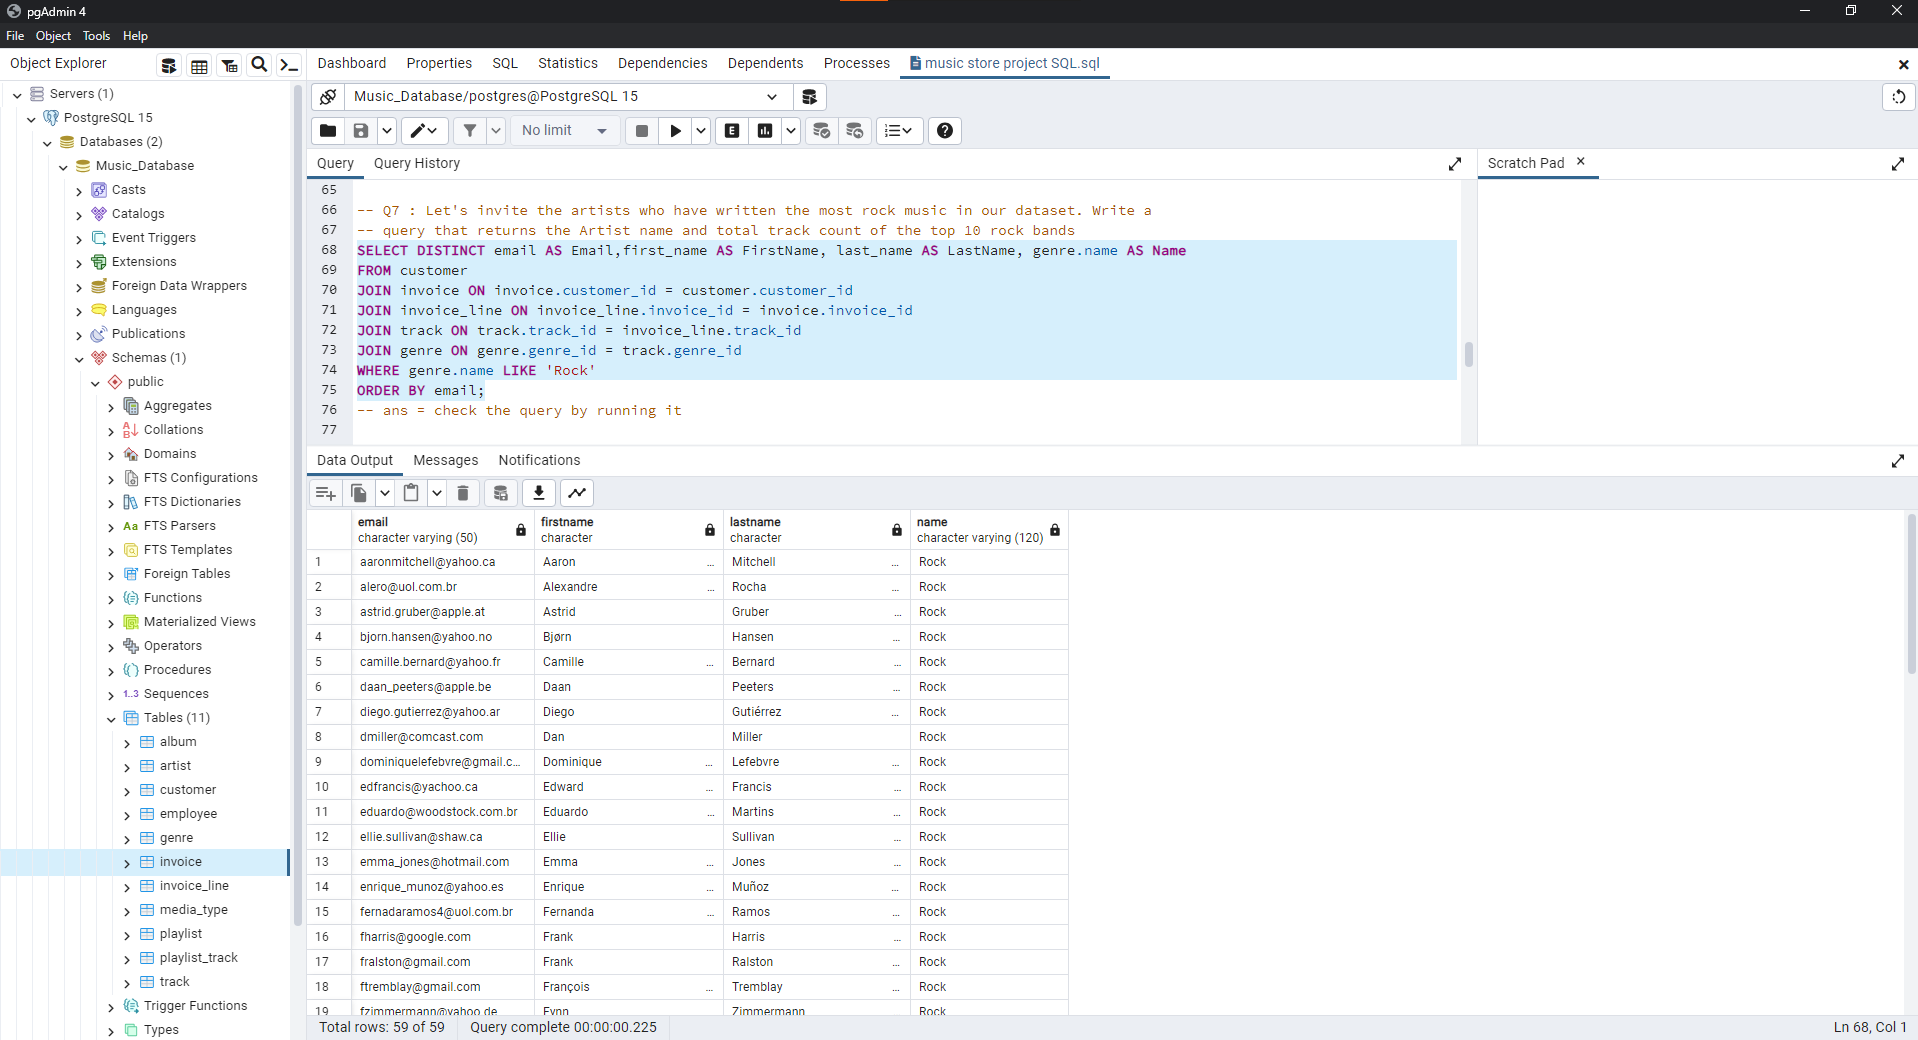 pgAdmin 4
File Object Tools Help
Object Explorer
Dashboard Properties SQL Statistics Dependencies Dependents Processes music store project SQL.sql
Servers (1)
PostgreSQL 15
Databases (2)
Music_Database
Casts
Catalogs
Event Triggers
Extensions
Foreign Data Wrappers
Languages
Publications
Schemas (1)
public
Aggregates
Collations
Domains
FTS Configurations
FTS Dictionaries
FTS Parsers
FTS Templates
Foreign Tables
Functions
Materialized Views
Operators
Procedures
1..3 Sequences
Tables (11)
album
artist
customer
employee
genre
invoice
invoice_line
media_type
playlist
playlist_track
track
Trigger Functions
Types
Music_Database/postgres@PostgreSQL 15
No limit
E
Query Query History
Scratch Pad
65
66 -- Q7 : Let's invite the artists who have written the most rock music in our dataset. Write a
67 -- query that returns the Artist name and total track count of the top 10 rock bands
68 SELECT DISTINCT email AS Email,first_name AS FirstName, last_name AS LastName, genre.name AS Name
69 FROM customer
70 JOIN invoice ON invoice.customer_id = customer.customer_id
71 JOIN invoice_line ON invoice_line.invoice_id = invoice.invoice_id
72 JOIN track ON track.track_id = invoice_line.track_id
73 JOIN genre ON genre.genre_id = track.genre_id
74 WHERE genre.name LIKE 'Rock'
75 ORDER BY email;
76 -- ans = check the query by running it
77
Data Output Messages Notifications
email firstname lastname name
character varying (50) character character character varying (120)
1 aaronmitchell@yahoo.ca Aaron ... Mitchell ... Rock
2 alero@uol.com.br Alexandre ... Rocha ... Rock
3 astrid.gruber@apple.at Astrid Gruber ... Rock
4 bjorn.hansen@yahoo.no Bjørn Hansen ... Rock
5 camille.bernard@yahoo.fr Camille ... Bernard ... Rock
6 daan_peeters@apple.be Daan Peeters ... Rock
7 diego.gutierrez@yahoo.ar Diego Gutiérrez ... Rock
8 dmiller@comcast.com Dan Miller Rock
9 dominiquelefebvre@gmail.c... Dominique ... Lefebvre ... Rock
10 edfrancis@yachoo.ca Edward ... Francis ... Rock
11 eduardo@woodstock.com.br Eduardo ... Martins ... Rock
12 ellie.sullivan@shaw.ca Ellie Sullivan ... Rock
13 emma_jones@hotmail.com Emma ... Jones ... Rock
14 enrique_munoz@yahoo.es Enrique ... Muñoz ... Rock
15 fernadaramos4@uol.com.br Fernanda ... Ramos ... Rock
16 fharris@google.com Frank Harris ... Rock
17 fralston@gmail.com Frank Ralston ... Rock
18 ftremblay@gmail.com François ... Tremblay ... Rock
19 fzimmermann@yahoo.de Fynn Zimmermann Rock
Total rows: 59 of 59 Query complete 00:00:00.225 Ln 68, Col 1